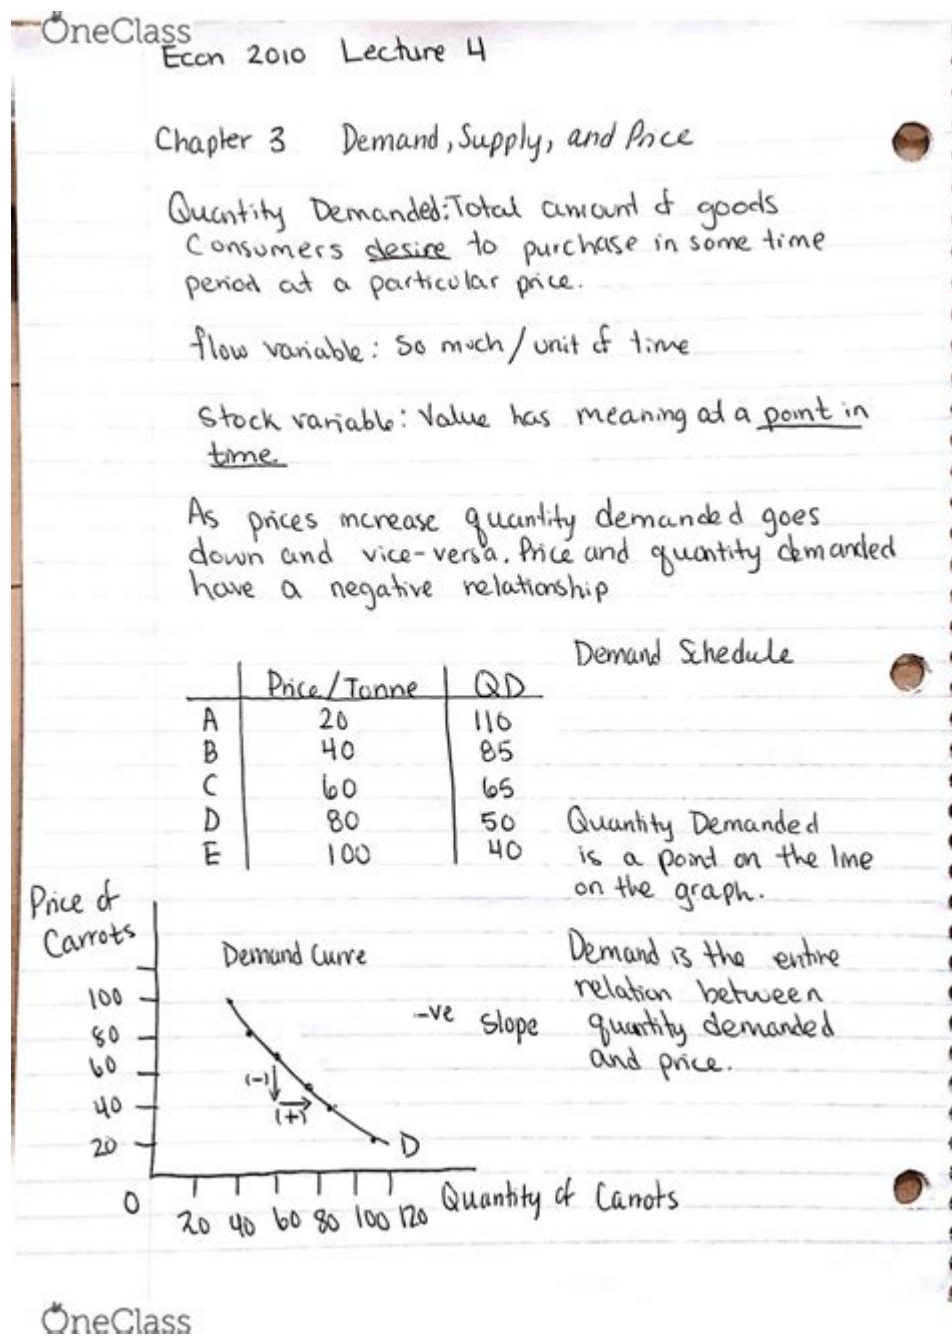 OneClass
Econ 2010 Lecture 4
Chapter 3 Demand, Supply, and Price
Quantity Demanded: Total amount of goods
Consumers desire to purchase in some time
period at a particular price.
flow variable: So much / unit of time
Stock variable: Value has meaning at a point in
time.
As prices increase quantity demanded goes
down and vice-versa. Price and quantity demanded
have a negative relationship
Demand Schedule
Price / Tonne QD
A 20 110
B 40 85
C 60 65
D 80 50
E 100 40
Quantity Demanded
is a point on the line
on the graph.
Price of
Carrots
Demand Curve
100
80
60
40
20
0
(-)
(+)
D
-ve Slope
20 40 60 80 100 120
Quantity of Carrots
Demand is the entire
relation between
quantity demanded
and price.
OneClass